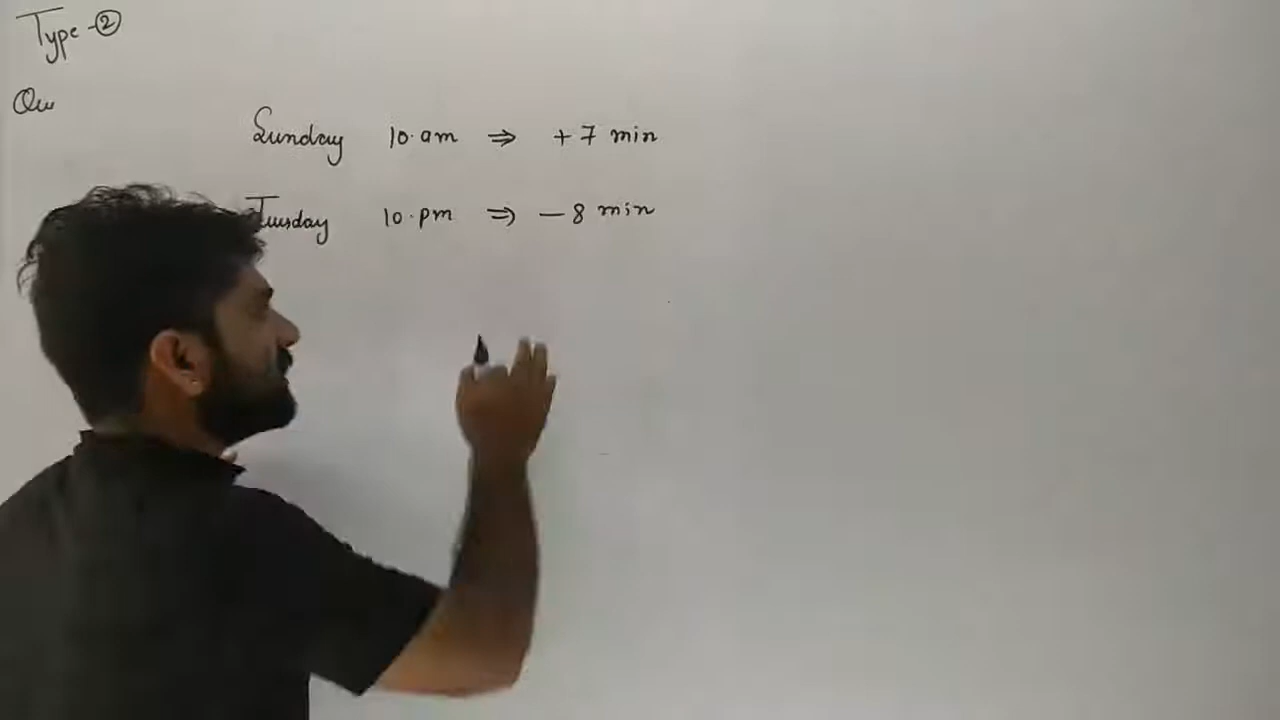 Type - ②
Qu
Sunday 10.am ⇒ +7 min
Tuesday 10.pm ⇒ - 8 min